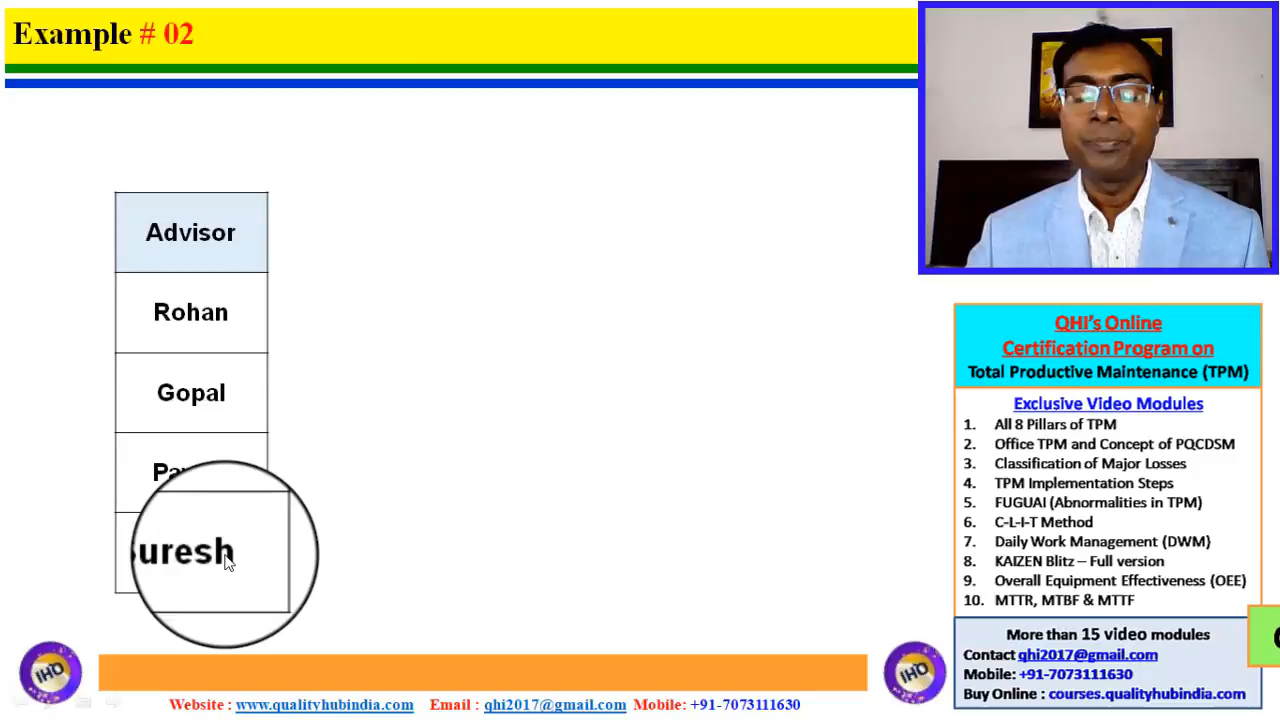 Example # 02
Advisor
Rohan
Gopal
uresh
QHI's Online
Certification Program on
Total Productive Maintenance (TPM)
Exclusive Video Modules
1. All 8 Pillars of TPM
2. Office TPM and Concept of PQCDSM
3. Classification of Major Losses
4. TPM Implementation Steps
5. FUGUAI (Abnormalities in TPM)
6. C-L-I-T Method
7. Daily Work Management (DWM)
8. KAIZEN Blitz – Full version
9. Overall Equipment Effectiveness (OEE)
10. MTTR, MTBF & MTTF
More than 15 video modules
Contact qhi2017@gmail.com
Mobile: +91-7073111630
Buy Online : courses.qualityhubindia.com
Website : www.qualityhubindia.com Email : qhi2017@gmail.com Mobile: +91-7073111630